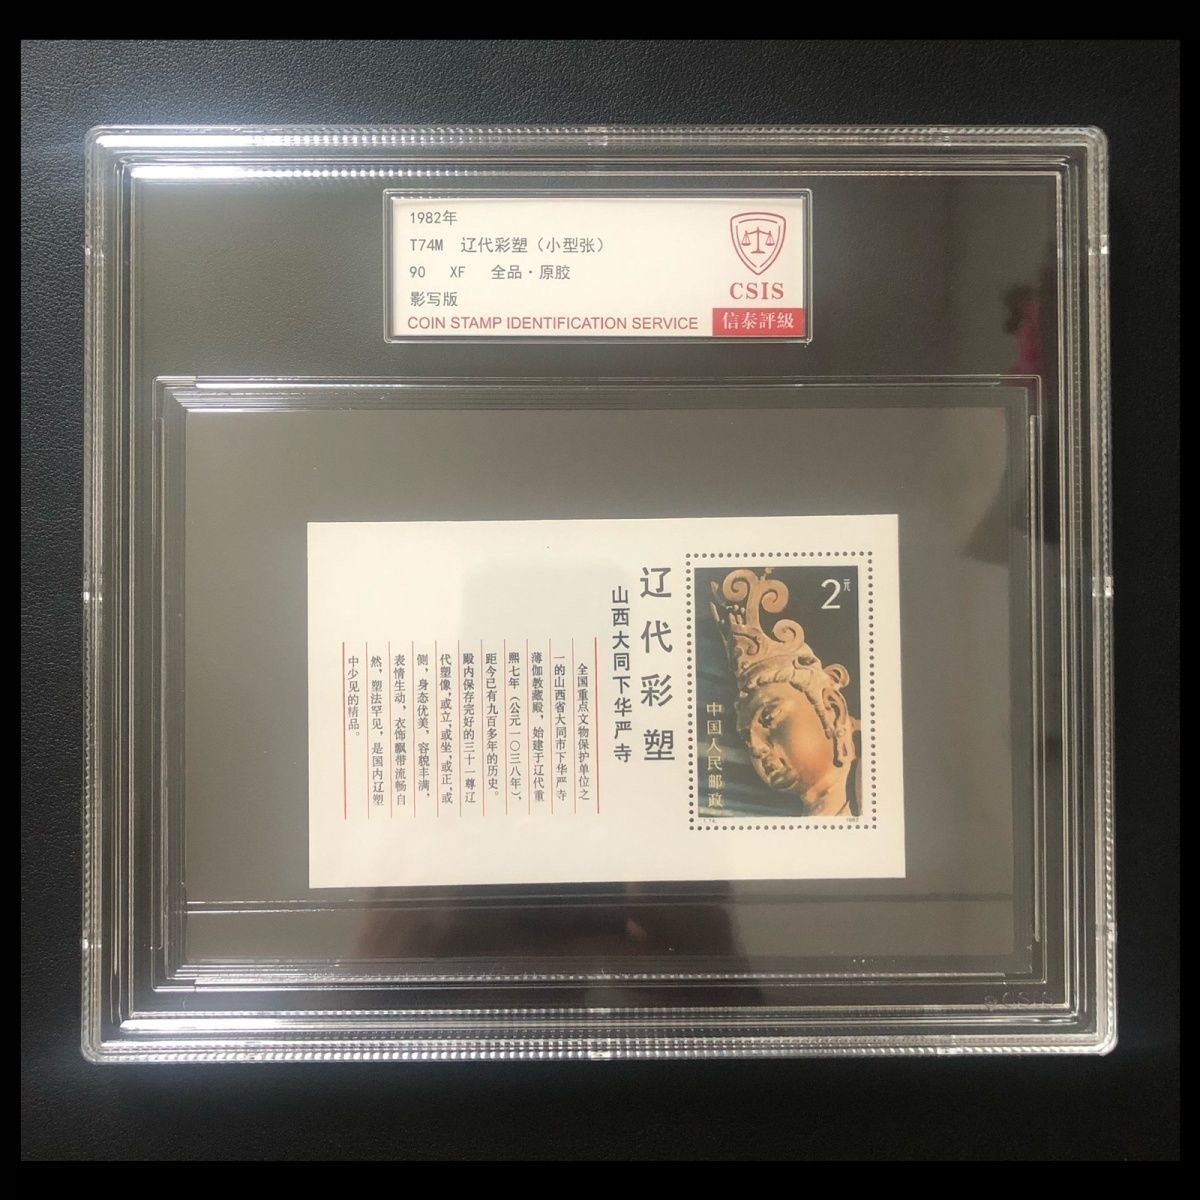 1982年
T74M 辽代彩塑（小型张）
90 XF 全品·原胶
影写版
COIN STAMP IDENTIFICATION SERVICE
CSIS
信泰評級
2元
中国人民邮政
T.74.
1982
辽代彩塑
山西大同下华严寺
全国重点文物保护单位之
一的山西省大同市下华严寺
薄伽教藏殿，始建于辽代重
熙七年（公元一〇三八年），
距今已有九百多年的历史。
殿内保存完好的三十一尊辽
代塑像，或立，或坐，或正，或
侧，身态优美，容貌丰满，
表情生动，衣饰飘带流畅自
然，塑法罕见，是国内辽塑
中少见的精品。
CSIS